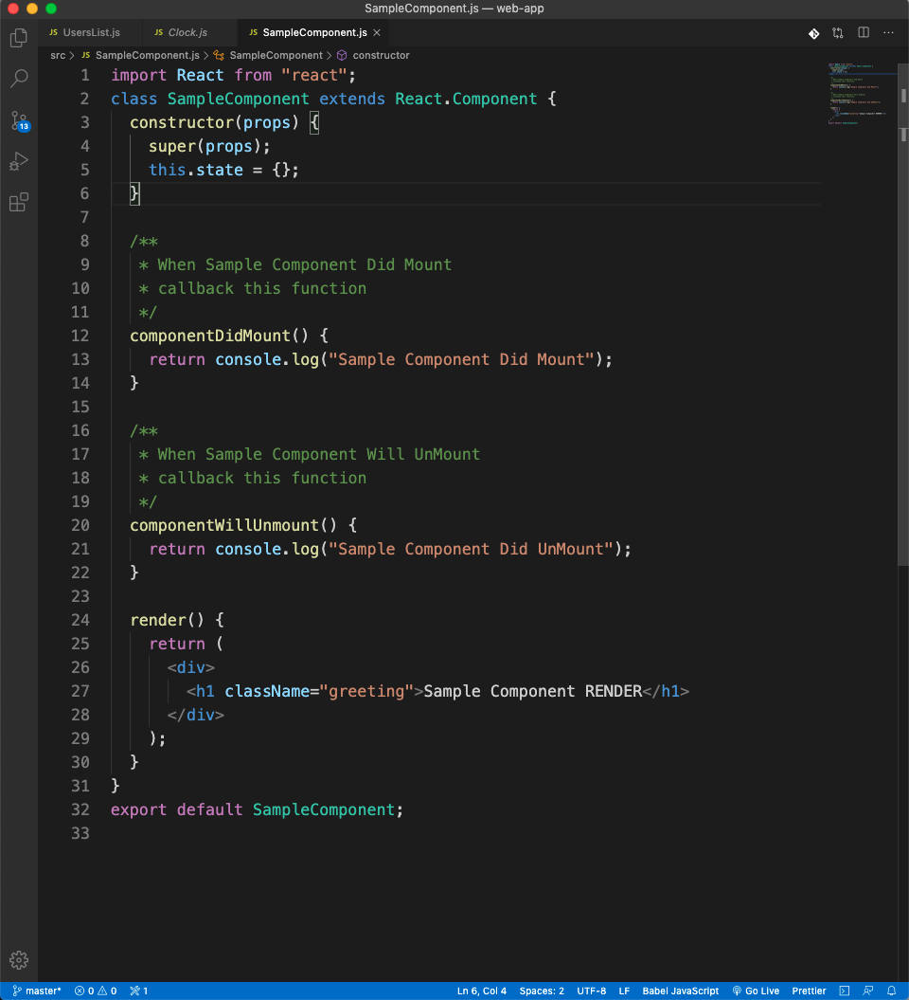 SampleComponent.js — web-app
JS UsersList.js JS Clock.js JS SampleComponent.js ×
src > JS SampleComponent.js > SampleComponent > constructor
1 import React from "react";
2 class SampleComponent extends React.Component {
3   constructor(props) {
4     super(props);
5     this.state = {};
6   }
7
8   /**
9    * When Sample Component Did Mount
10    * callback this function
11    */
12   componentDidMount() {
13     return console.log("Sample Component Did Mount");
14   }
15
16   /**
17    * When Sample Component Will UnMount
18    * callback this function
19    */
20   componentWillUnmount() {
21     return console.log("Sample Component Did UnMount");
22   }
23
24   render() {
25     return (
26       <div>
27         <h1 className="greeting">Sample Component RENDER</h1>
28       </div>
29     );
30   }
31 }
32 export default SampleComponent;
33
13
master* 0 0 1 Ln 6, Col 4 Spaces: 2 UTF-8 LF Babel JavaScript Go Live Prettier